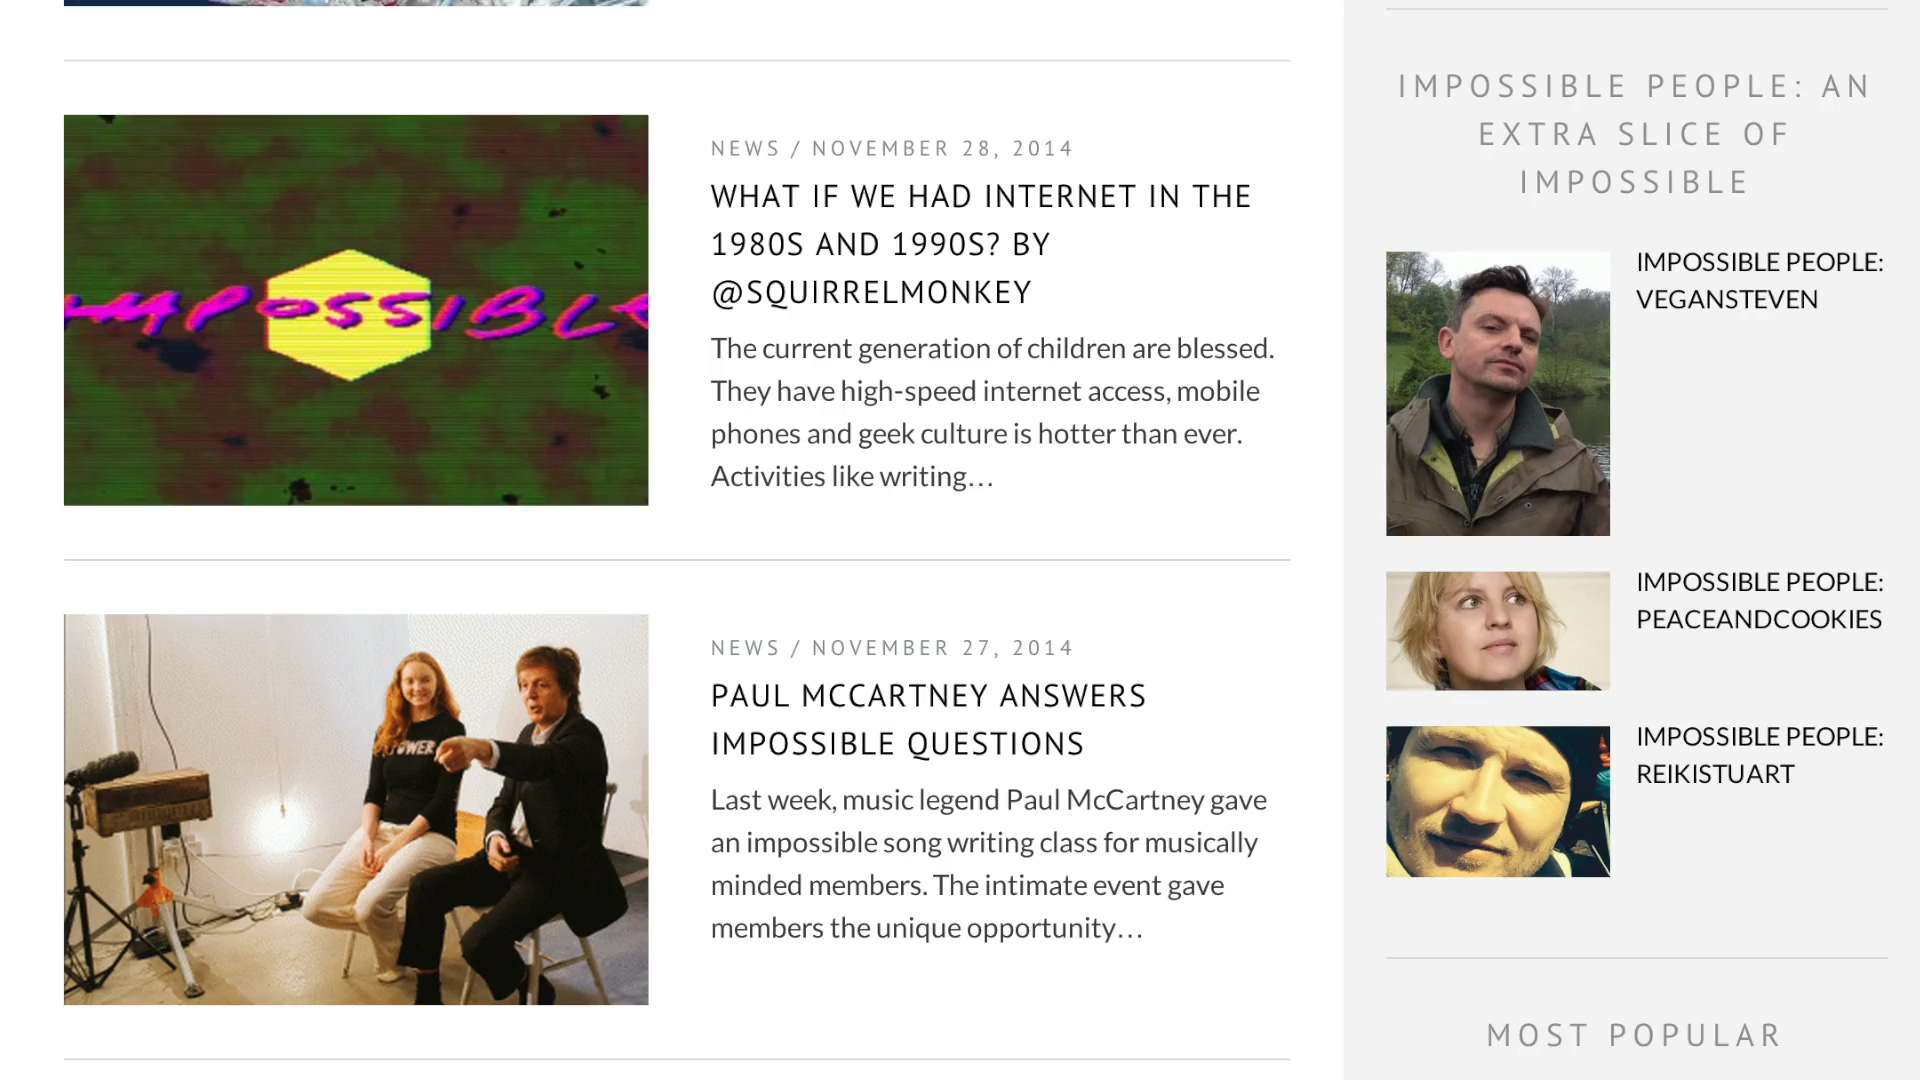 IMPOSSIBLE
NEWS / NOVEMBER 28, 2014
WHAT IF WE HAD INTERNET IN THE
1980S AND 1990S? BY
@SQUIRRELMONKEY
The current generation of children are blessed.
They have high-speed internet access, mobile
phones and geek culture is hotter than ever.
Activities like writing…
POWER
NEWS / NOVEMBER 27, 2014
PAUL MCCARTNEY ANSWERS
IMPOSSIBLE QUESTIONS
Last week, music legend Paul McCartney gave
an impossible song writing class for musically
minded members. The intimate event gave
members the unique opportunity…
IMPOSSIBLE PEOPLE: AN
EXTRA SLICE OF
IMPOSSIBLE
IMPOSSIBLE PEOPLE:
VEGANSTEVEN
IMPOSSIBLE PEOPLE:
PEACEANDCOOKIES
IMPOSSIBLE PEOPLE:
REIKISTUART
MOST POPULAR